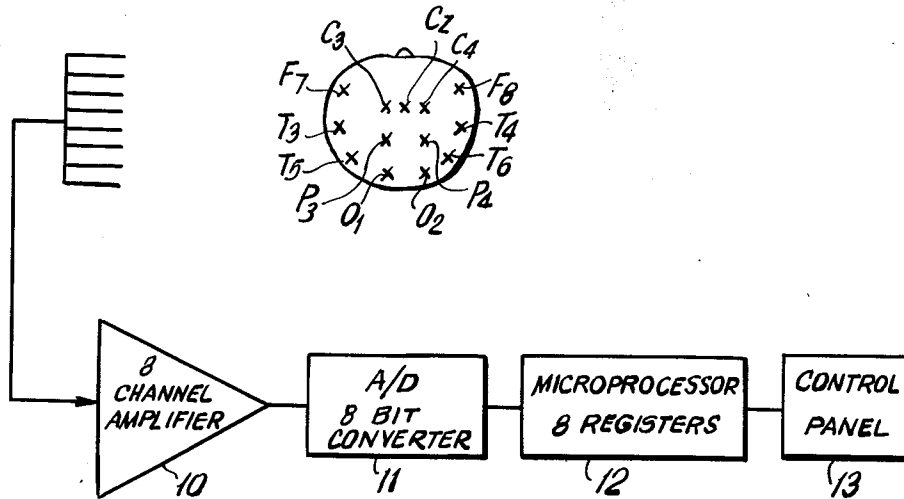 C3 CZ C4
F7 F8
T3 T4
T5 T6
P3 O1 O2 P4
8
CHANNEL
AMPLIFIER
10
A/D
8 BIT
CONVERTER
11
MICROPROCESSOR
8 REGISTERS
12
CONTROL
PANEL
13